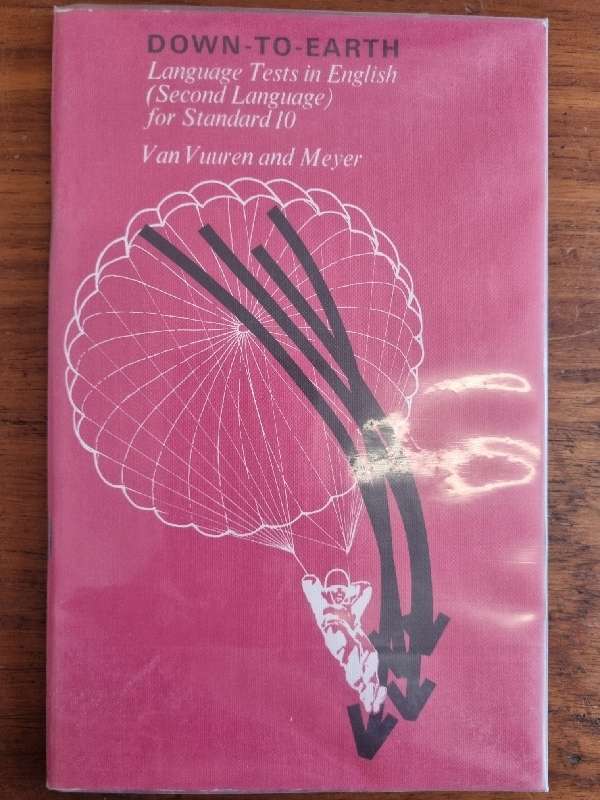 DOWN-TO-EARTH
Language Tests in English
(Second Language)
for Standard 10
Van Vuuren and Meyer